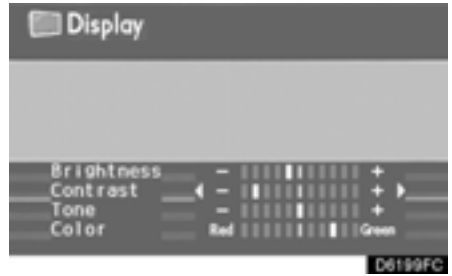 Display
Brightness - +
Contrast - +
Tone - +
Color Red Green
D6199FC